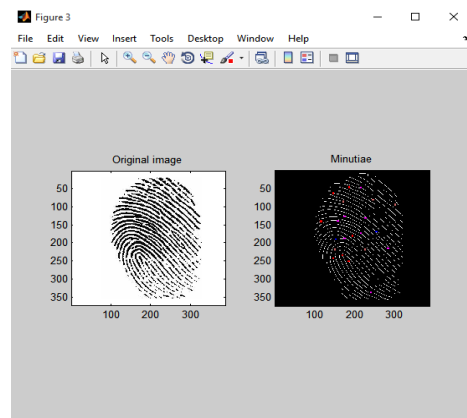 Figure 3
File Edit View Insert Tools Desktop Window Help
Original image
50
100
150
200
250
300
350
100 200 300
Minutiae
50
100
150
200
250
300
350
100 200 300